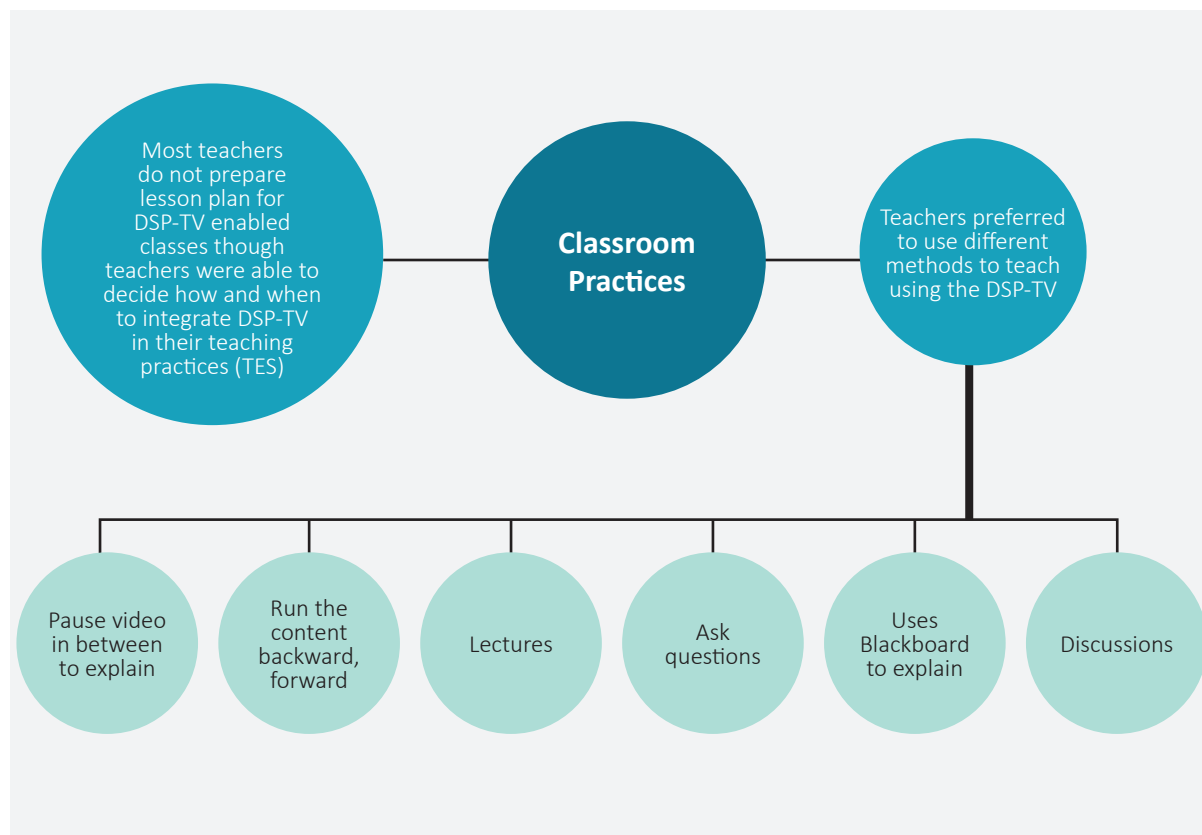 Most teachers
do not prepare
lesson plan for
DSP-TV enabled
classes though
teachers were able to
decide how and when
to integrate DSP-TV
in their teaching
practices (TES)
Classroom
Practices
Teachers preferred
to use different
methods to teach
using the DSP-TV
Pause video
in between
to explain
Run the
content
backward,
forward
Lectures
Ask
questions
Uses
Blackboard
to explain
Discussions